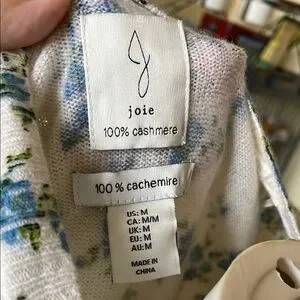 joie
100% cashmere
100% cachemire
US: M
CA: M/M
UK: M
EU: M
AU: M
MADE IN
CHINA